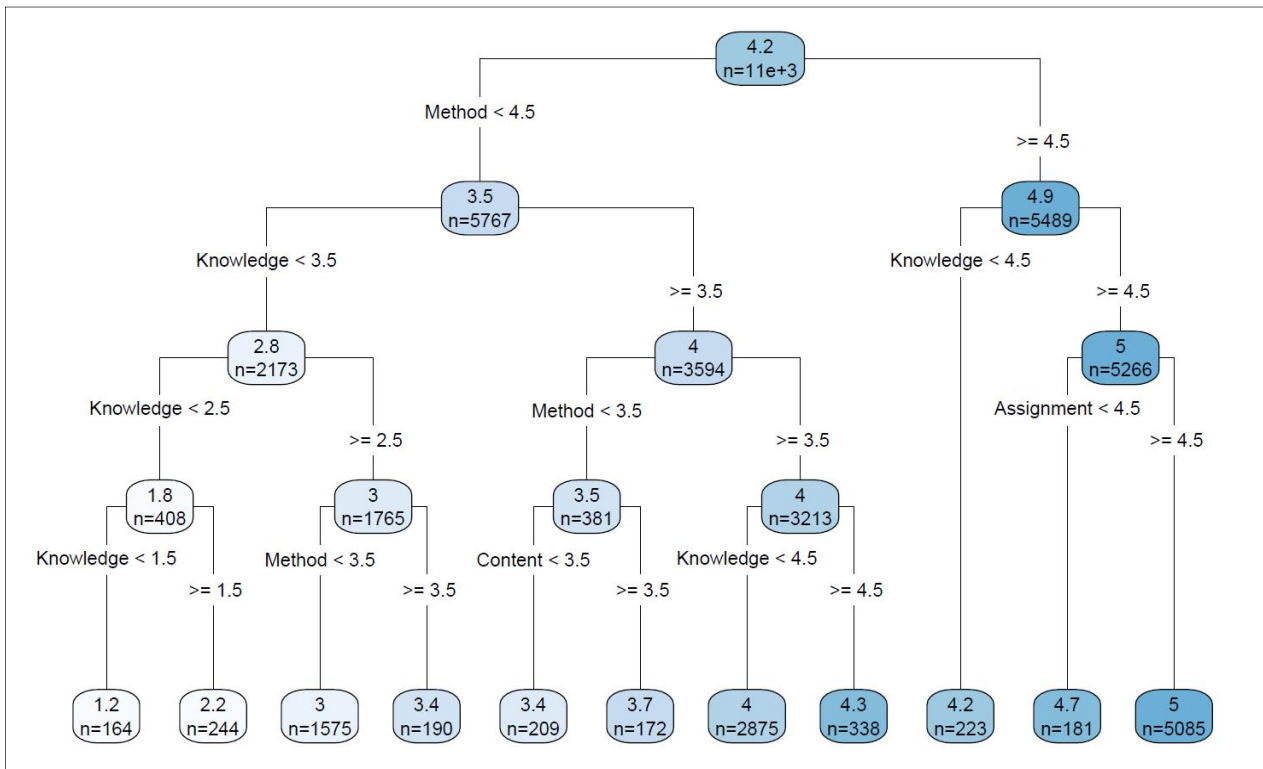 4.2
n=11e+3
Method < 4.5
>= 4.5
3.5
n=5767
4.9
n=5489
Knowledge < 3.5
>= 3.5
Knowledge < 4.5
>= 4.5
2.8
n=2173
4
n=3594
5
n=5266
Knowledge < 2.5
>= 2.5
Method < 3.5
>= 3.5
Assignment < 4.5
>= 4.5
1.8
n=408
3
n=1765
3.5
n=381
4
n=3213
Knowledge < 1.5
>= 1.5
Method < 3.5
>= 3.5
Content < 3.5
>= 3.5
Knowledge < 4.5
>= 4.5
1.2
n=164
2.2
n=244
3
n=1575
3.4
n=190
3.4
n=209
3.7
n=172
4
n=2875
4.3
n=338
4.2
n=223
4.7
n=181
5
n=5085